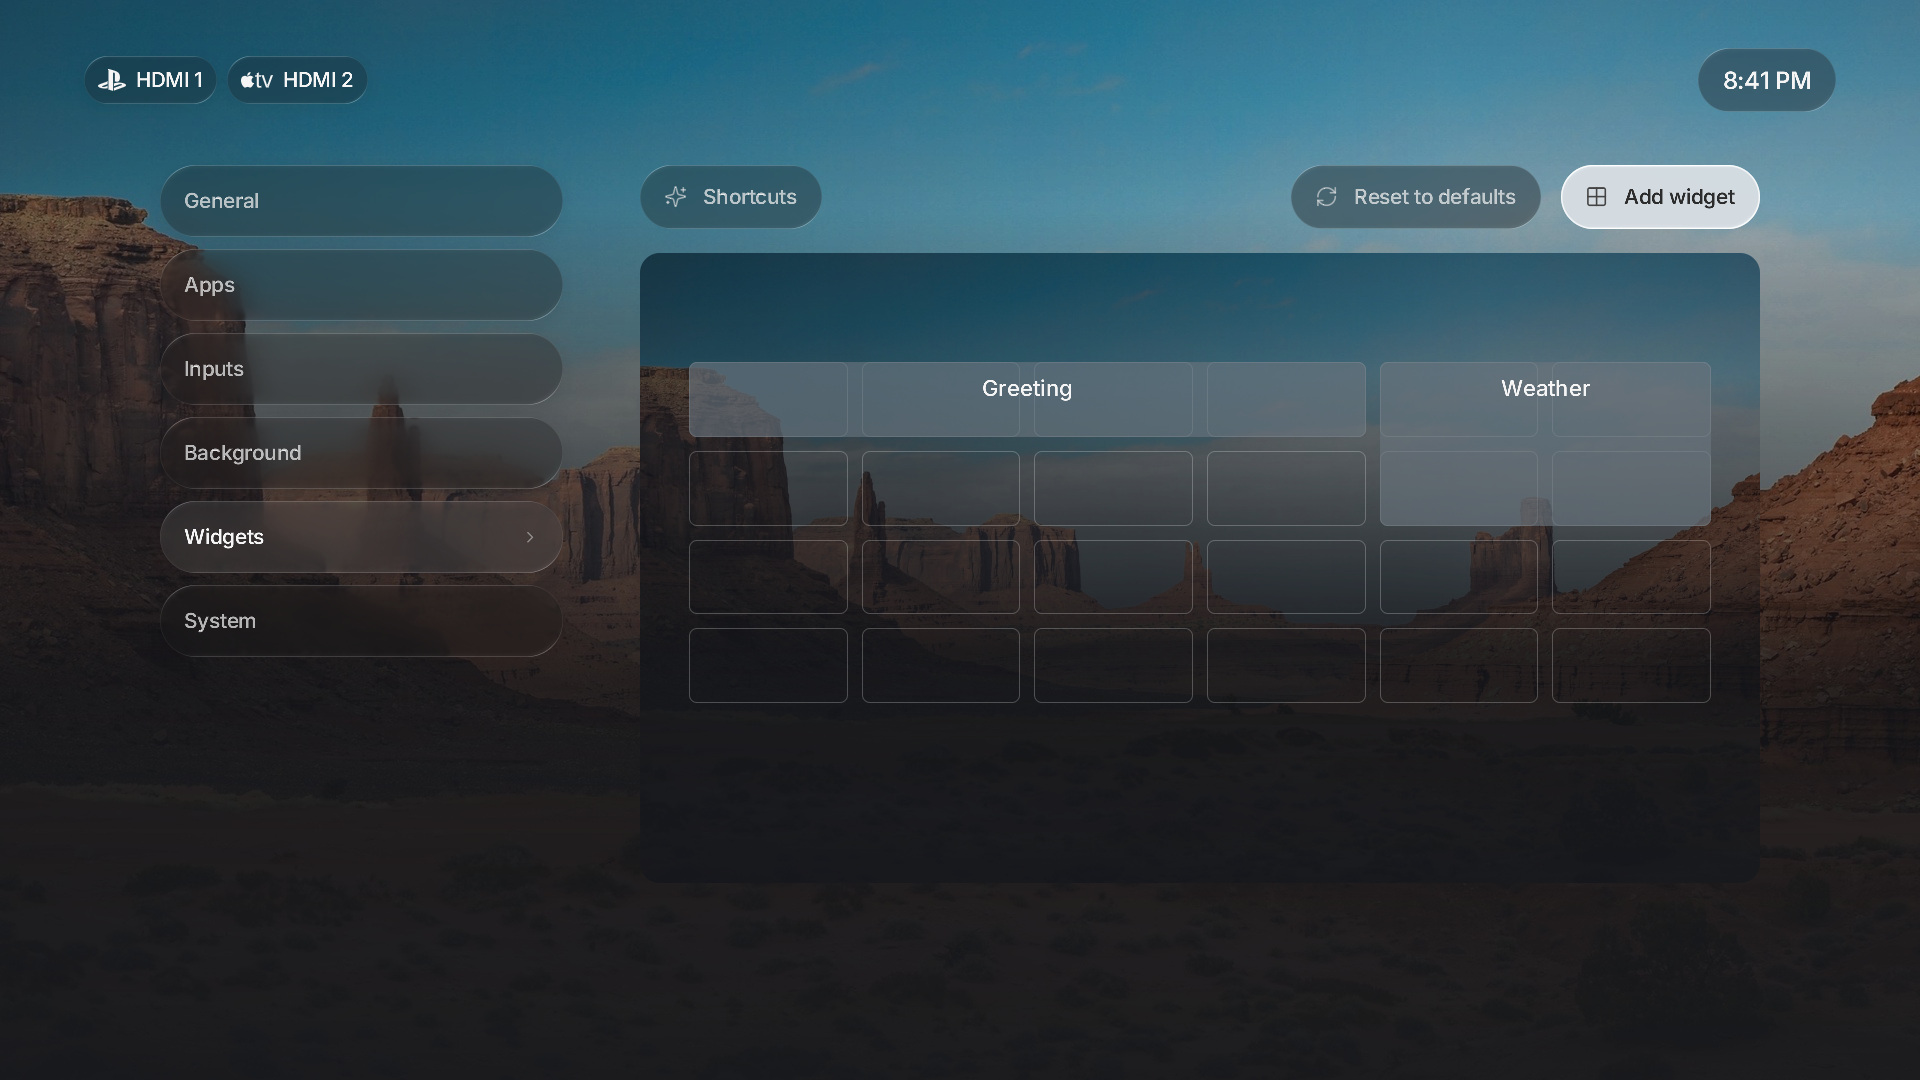 HDMI 1
tv HDMI 2
8:41 PM
General
Apps
Inputs
Background
Widgets
System
Shortcuts
Reset to defaults
Add widget
Greeting
Weather